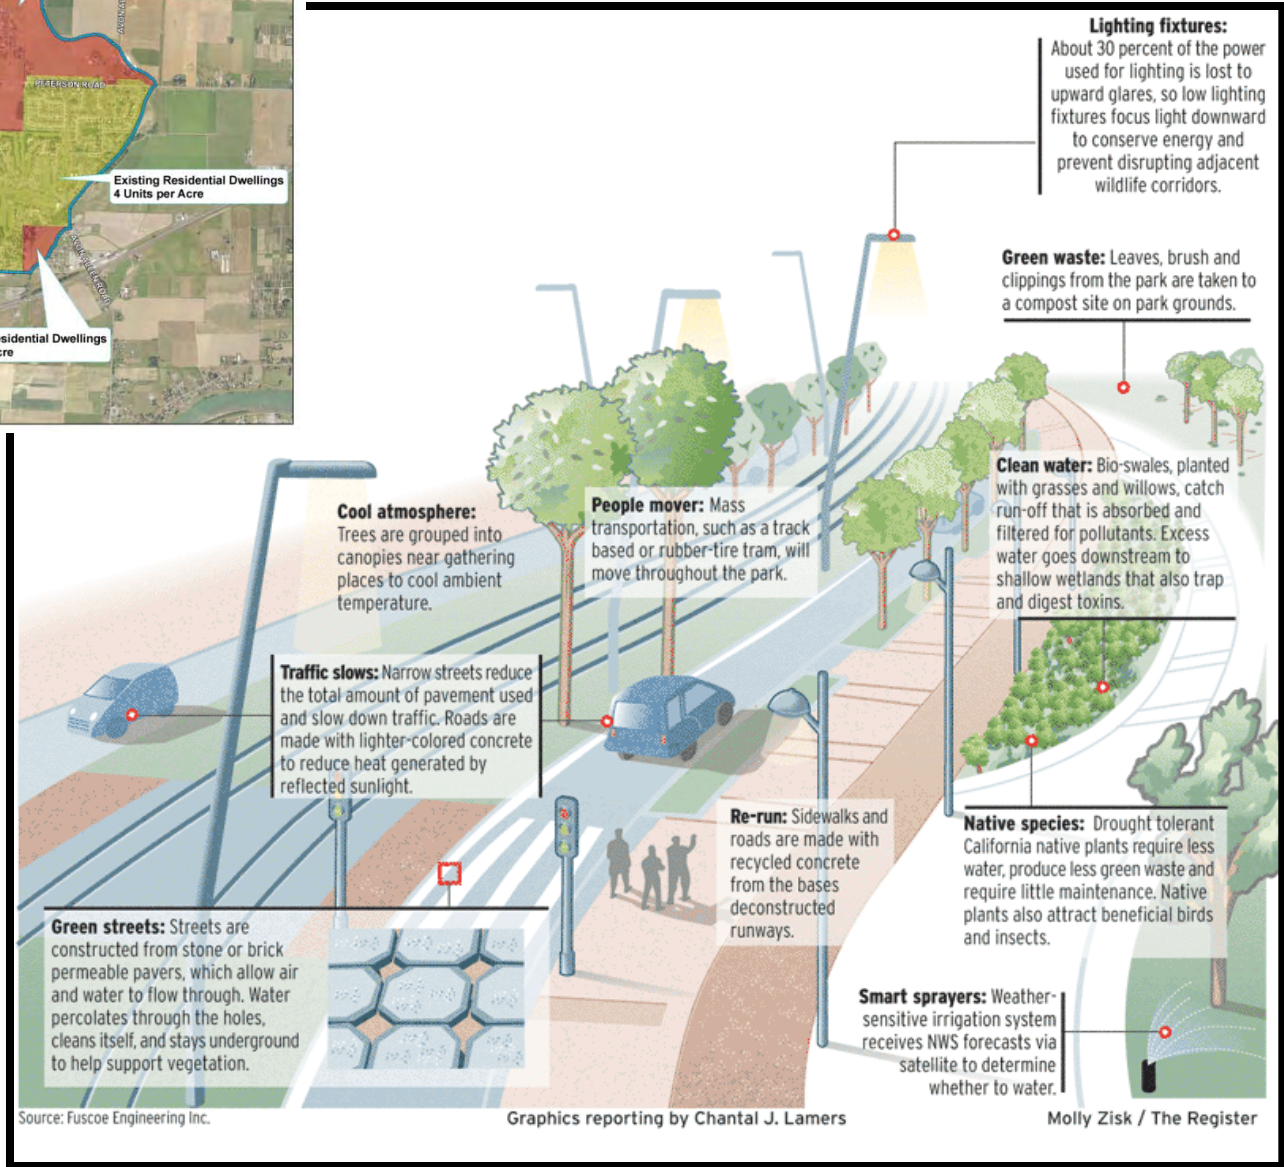 AVON AV
PETERSON ROAD
Existing Residential Dwellings
4 Units per Acre
AVON ALLEN ROAD
esidential Dwellings
cre
Lighting fixtures:
About 30 percent of the power
used for lighting is lost to
upward glares, so low lighting
fixtures focus light downward
to conserve energy and
prevent disrupting adjacent
wildlife corridors.
Green waste: Leaves, brush and
clippings from the park are taken to
a compost site on park grounds.
Cool atmosphere:
Trees are grouped into
canopies near gathering
places to cool ambient
temperature.
People mover: Mass
transportation, such as a track
based or rubber-tire tram, will
move throughout the park.
Clean water: Bio-swales, planted
with grasses and willows, catch
run-off that is absorbed and
filtered for pollutants. Excess
water goes downstream to
shallow wetlands that also trap
and digest toxins.
Traffic slows: Narrow streets reduce
the total amount of pavement used
and slow down traffic. Roads are
made with lighter-colored concrete
to reduce heat generated by
reflected sunlight.
Re-run: Sidewalks and
roads are made with
recycled concrete
from the bases
deconstructed
runways.
Native species: Drought tolerant
California native plants require less
water, produce less green waste and
require little maintenance. Native
plants also attract beneficial birds
and insects.
Green streets: Streets are
constructed from stone or brick
permeable pavers, which allow air
and water to flow through. Water
percolates through the holes,
cleans itself, and stays underground
to help support vegetation.
Smart sprayers: Weather-
sensitive irrigation system
receives NWS forecasts via
satellite to determine
whether to water.
Source: Fuscoe Engineering Inc.
Graphics reporting by Chantal J. Lamers
Molly Zisk / The Register